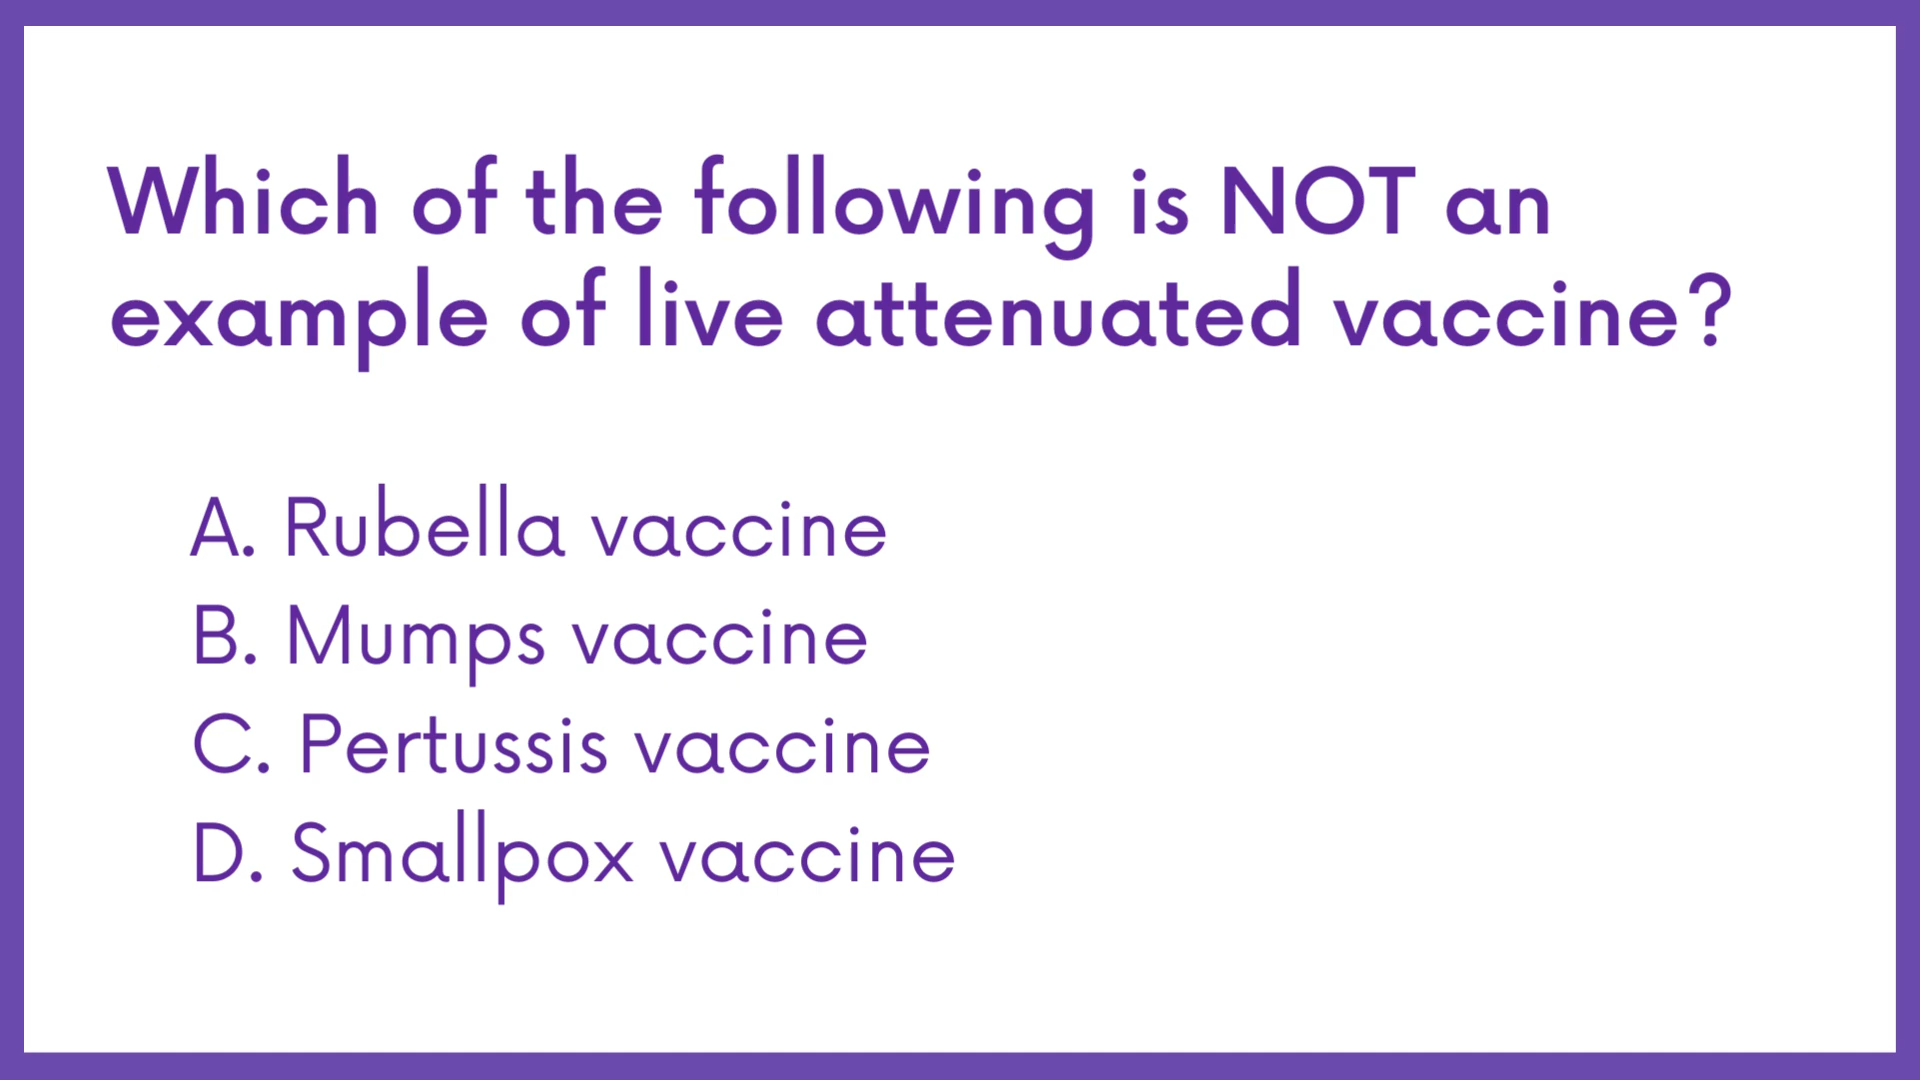 Which of the following is NOT an
example of live attenuated vaccine?
A. Rubella vaccine
B. Mumps vaccine
C. Pertussis vaccine
D. Smallpox vaccine